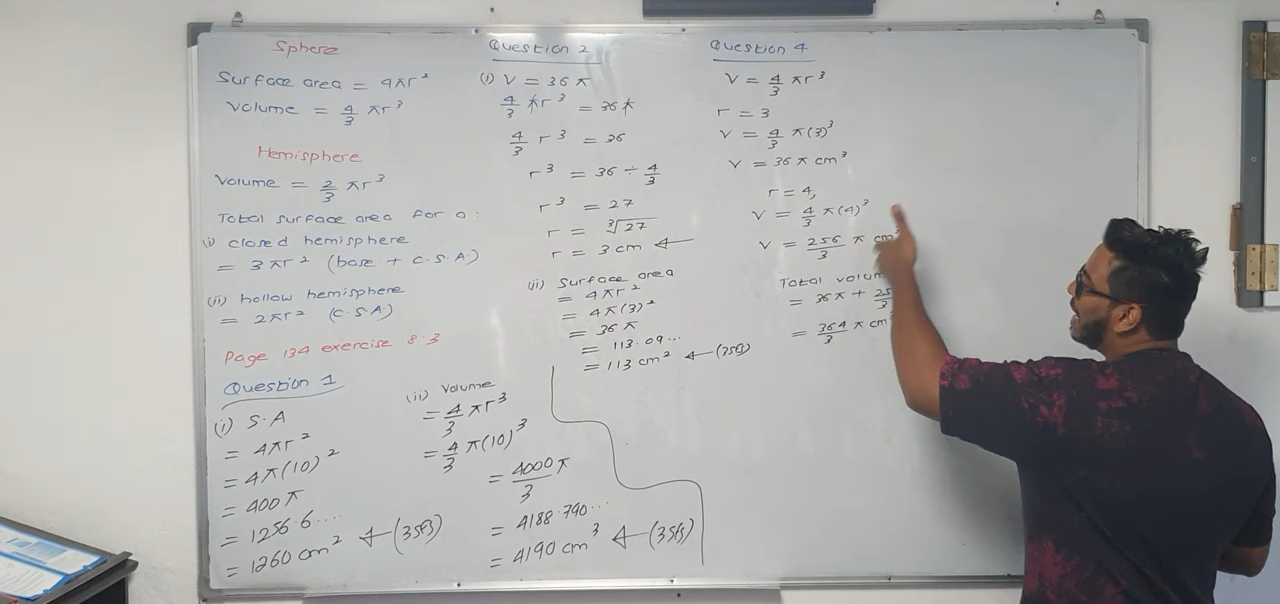 Sphere
Surface area = 4πr²
Volume = 4/3 πr³
Hemisphere
Volume = 2/3 πr³
Total surface area for a:
(i) closed hemisphere
= 3πr² (base + C.S.A)
(ii) hollow hemisphere
= 2πr² (C.S.A)
Page 134 exercise 8.3
Question 1
(i) S.A
= 4πr²
= 4π(10)²
= 400π
= 1256.6....
= 1260 cm² ← (3sf)
(ii) Volume
= 4/3 πr³
= 4/3 π(10)³
= 4000/3 π
= 4188.790...
= 4190 cm³ ← (3sf)
Question 2
(i) V = 36π
4/3 πr³ = 36π
4/3 r³ = 36
r³ = 36 ÷ 4/3
r³ = 27
r = ∛27
r = 3 cm ←
(ii) Surface area
= 4πr²
= 4π(3)²
= 36π
= 113.09...
= 113 cm² ← (3sf)
Question 4
V = 4/3 πr³
r = 3
V = 4/3 π(3)³
V = 36π cm³
r = 4,
V = 4/3 π(4)³
V = 256/3 π cm³
Total
= 36π +
= 364/3 π cm³